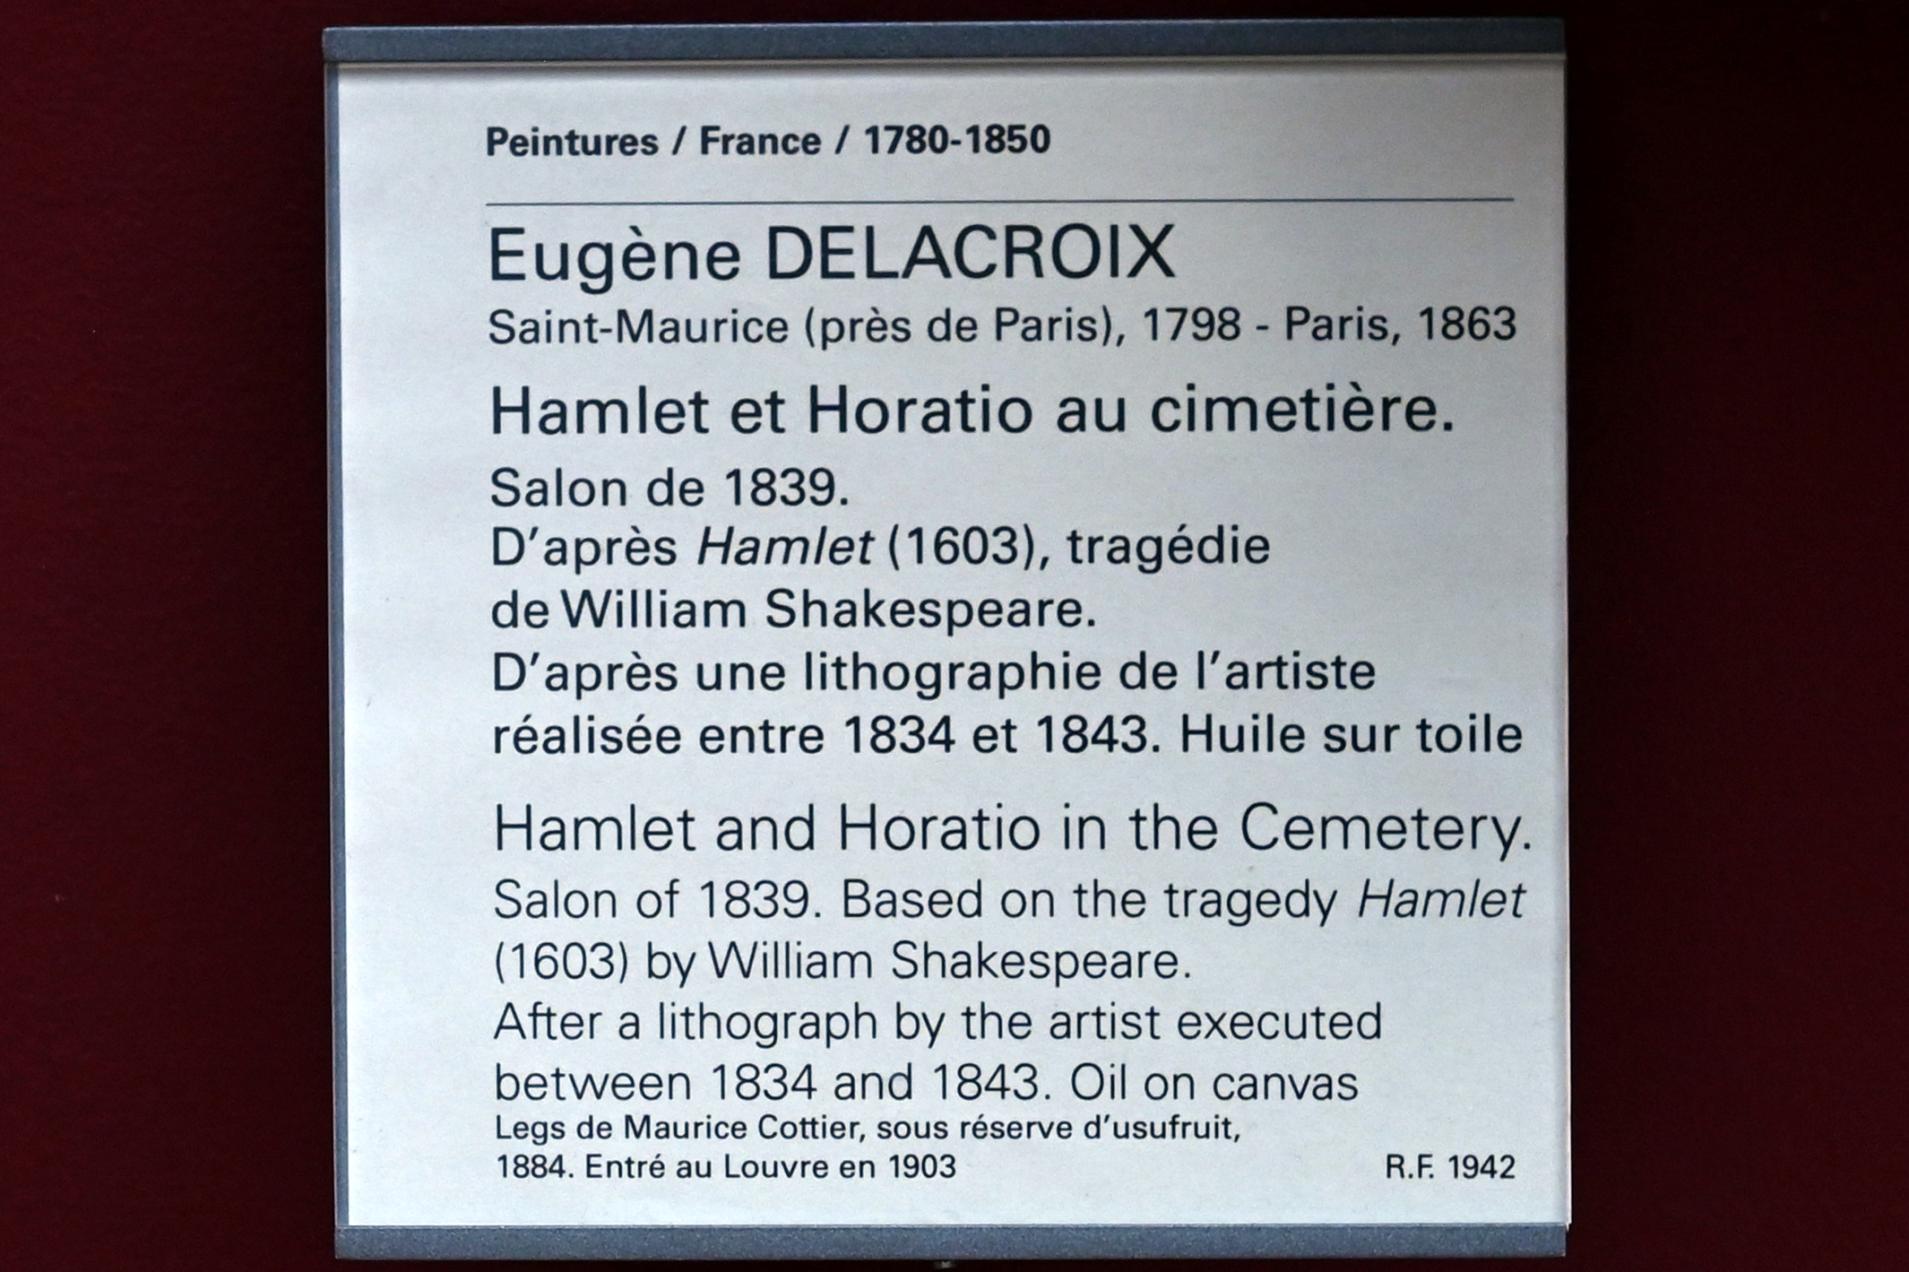 Peintures / France / 1780-1850
Eugène DELACROIX
Saint-Maurice (près de Paris), 1798 - Paris, 1863
Hamlet et Horatio au cimetière.
Salon de 1839.
D'après Hamlet (1603), tragédie
de William Shakespeare.
D'après une lithographie de l'artiste
réalisée entre 1834 et 1843. Huile sur toile
Hamlet and Horatio in the Cemetery.
Salon of 1839. Based on the tragedy Hamlet
(1603) by William Shakespeare.
After a lithograph by the artist executed
between 1834 and 1843. Oil on canvas
Legs de Maurice Cottier, sous réserve d'usufruit,
1884. Entré au Louvre en 1903 R.F. 1942